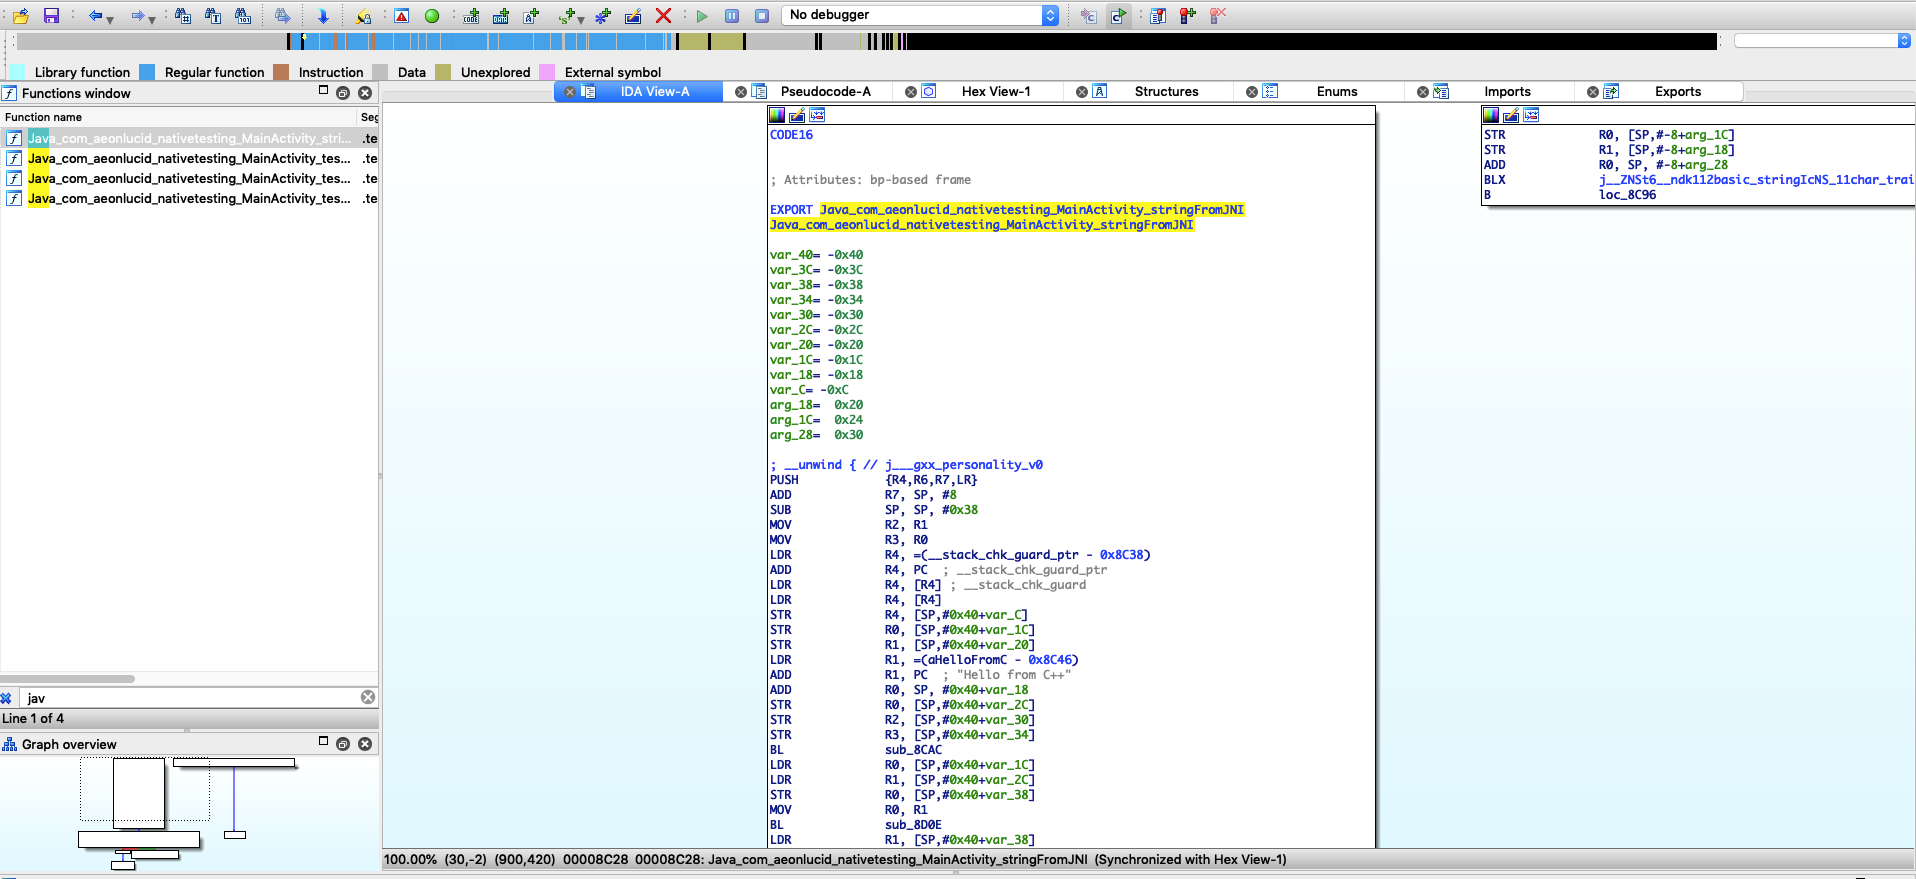 No debugger
Library function Regular function Instruction Data Unexplored External symbol
Functions window
Function name Seg
Java_com_aeonlucid_nativetesting_MainActivity_stri... .te
Java_com_aeonlucid_nativetesting_MainActivity_tes... .te
Java_com_aeonlucid_nativetesting_MainActivity_tes... .te
Java_com_aeonlucid_nativetesting_MainActivity_tes... .te
jav
Line 1 of 4
Graph overview
IDA View-A Pseudocode-A Hex View-1 Structures Enums Imports Exports
CODE16
; Attributes: bp-based frame
EXPORT Java_com_aeonlucid_nativetesting_MainActivity_stringFromJNI
Java_com_aeonlucid_nativetesting_MainActivity_stringFromJNI
var_40= -0x40
var_3C= -0x3C
var_38= -0x38
var_34= -0x34
var_30= -0x30
var_2C= -0x2C
var_20= -0x20
var_1C= -0x1C
var_18= -0x18
var_C= -0xC
arg_18=  0x20
arg_1C=  0x24
arg_28=  0x30
; __unwind { // j___gxx_personality_v0
PUSH {R4,R6,R7,LR}
ADD R7, SP, #8
SUB SP, SP, #0x38
MOV R2, R1
MOV R3, R0
LDR R4, =(__stack_chk_guard_ptr - 0x8C38)
ADD R4, PC ; __stack_chk_guard_ptr
LDR R4, [R4] ; __stack_chk_guard
LDR R4, [R4]
STR R4, [SP,#0x40+var_C]
STR R0, [SP,#0x40+var_1C]
STR R1, [SP,#0x40+var_20]
LDR R1, =(aHelloFromC - 0x8C46)
ADD R1, PC ; "Hello from C++"
ADD R0, SP, #0x40+var_18
STR R0, [SP,#0x40+var_2C]
STR R2, [SP,#0x40+var_30]
STR R3, [SP,#0x40+var_34]
BL sub_8CAC
LDR R0, [SP,#0x40+var_1C]
LDR R1, [SP,#0x40+var_2C]
STR R0, [SP,#0x40+var_38]
MOV R0, R1
BL sub_8D0E
LDR R1, [SP,#0x40+var_38]
STR R0, [SP,#-8+arg_1C]
STR R1, [SP,#-8+arg_18]
ADD R0, SP, #-8+arg_28
BLX j__ZNSt6__ndk112basic_stringIcNS_11char_trai
B loc_8C96
100.00% (30,-2) (900,420) 00008C28 00008C28: Java_com_aeonlucid_nativetesting_MainActivity_stringFromJNI (Synchronized with Hex View-1)